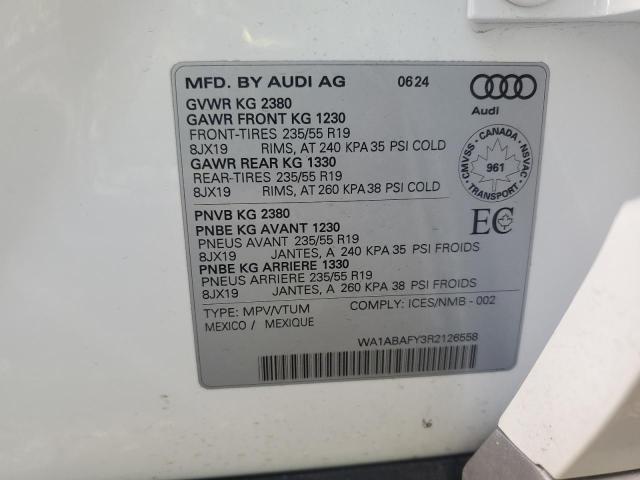 MFD. BY AUDI AG 0624
Audi
GVWR KG 2380
GAWR FRONT KG 1230
FRONT-TIRES 235/55 R19
8JX19 RIMS, AT 240 KPA 35 PSI COLD
GAWR REAR KG 1330
REAR-TIRES 235/55 R19
8JX19 RIMS, AT 260 KPA 38 PSI COLD
CMVSS - CANADA - NSVAC
961
TRANSPORT
PNVB KG 2380
PNBE KG AVANT 1230
PNEUS AVANT 235/55 R19
8JX19 JANTES, A 240 KPA 35 PSI FROIDS
PNBE KG ARRIERE 1330
PNEUS ARRIERE 235/55 R19
8JX19 JANTES, A 260 KPA 38 PSI FROIDS
EC
TYPE: MPV/VTUM COMPLY: ICES/NMB - 002
MEXICO / MEXIQUE
WA1ABAFY3R2126558